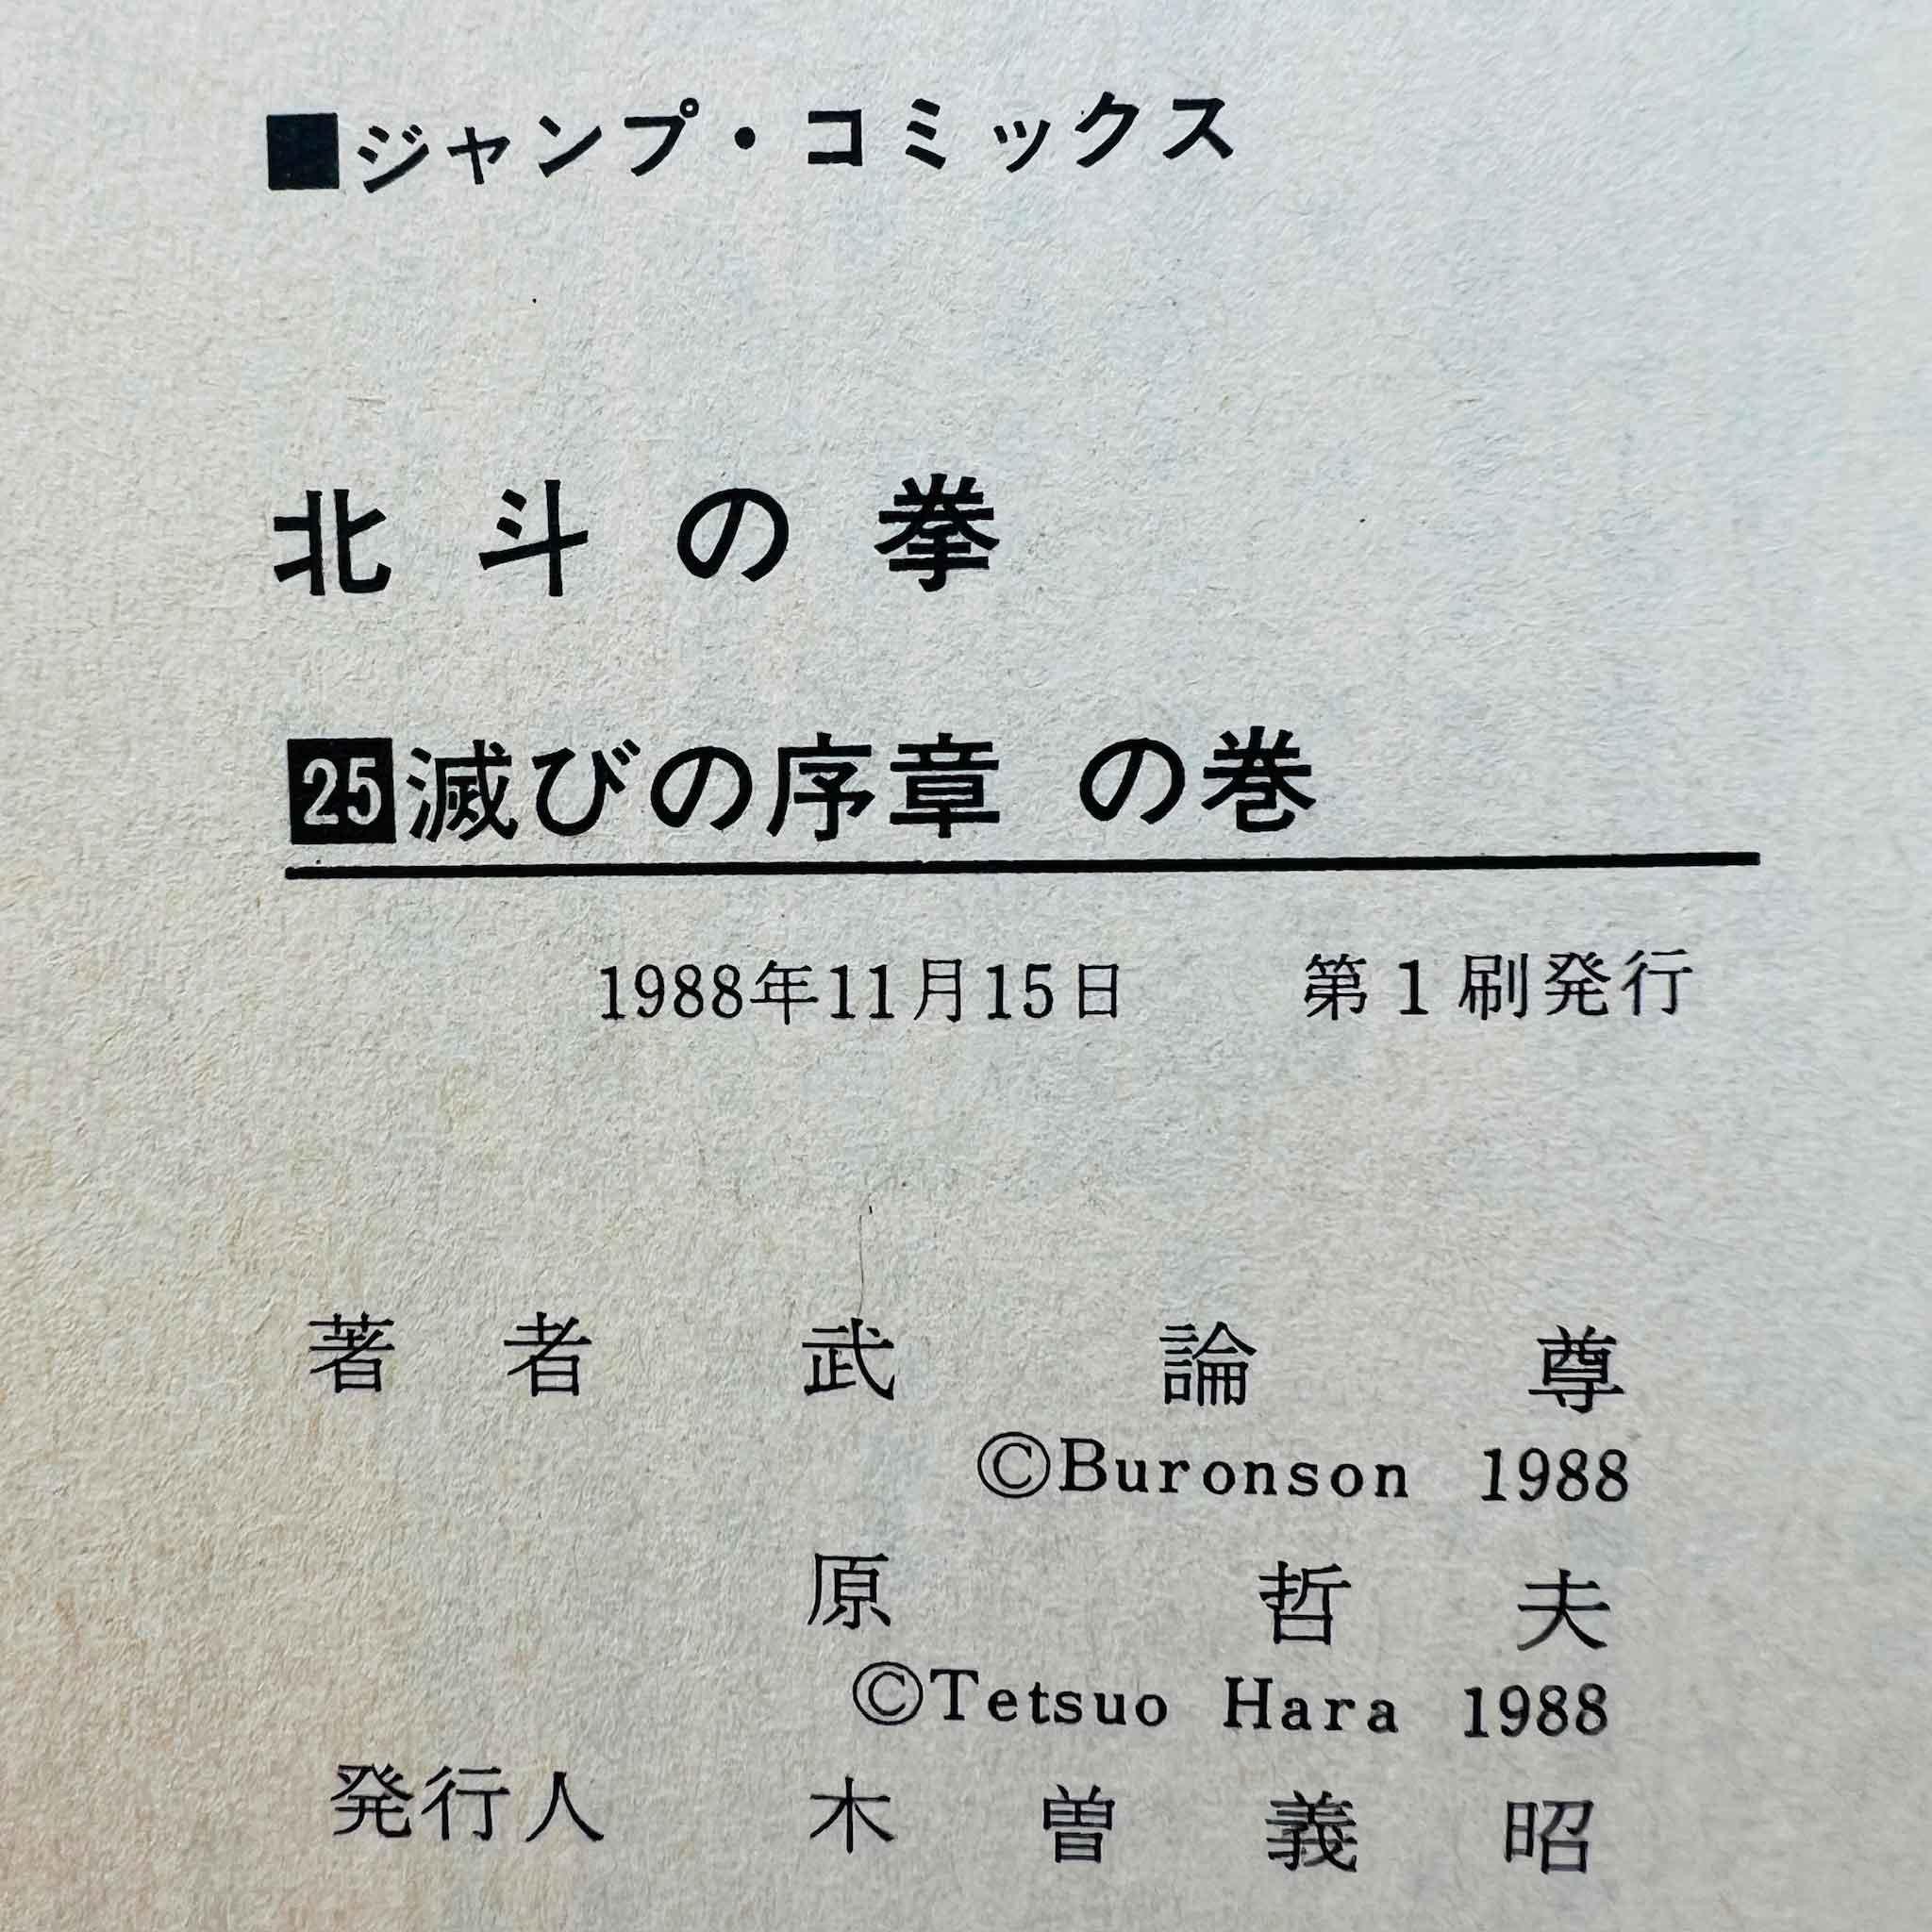 ■ジャンプ・コミックス
北斗の拳
25滅びの序章 の巻
1988年11月15日 第1刷発行
著者 武論尊
©Buronson 1988
原哲夫
©Tetsuo Hara 1988
発行人 木曽義昭